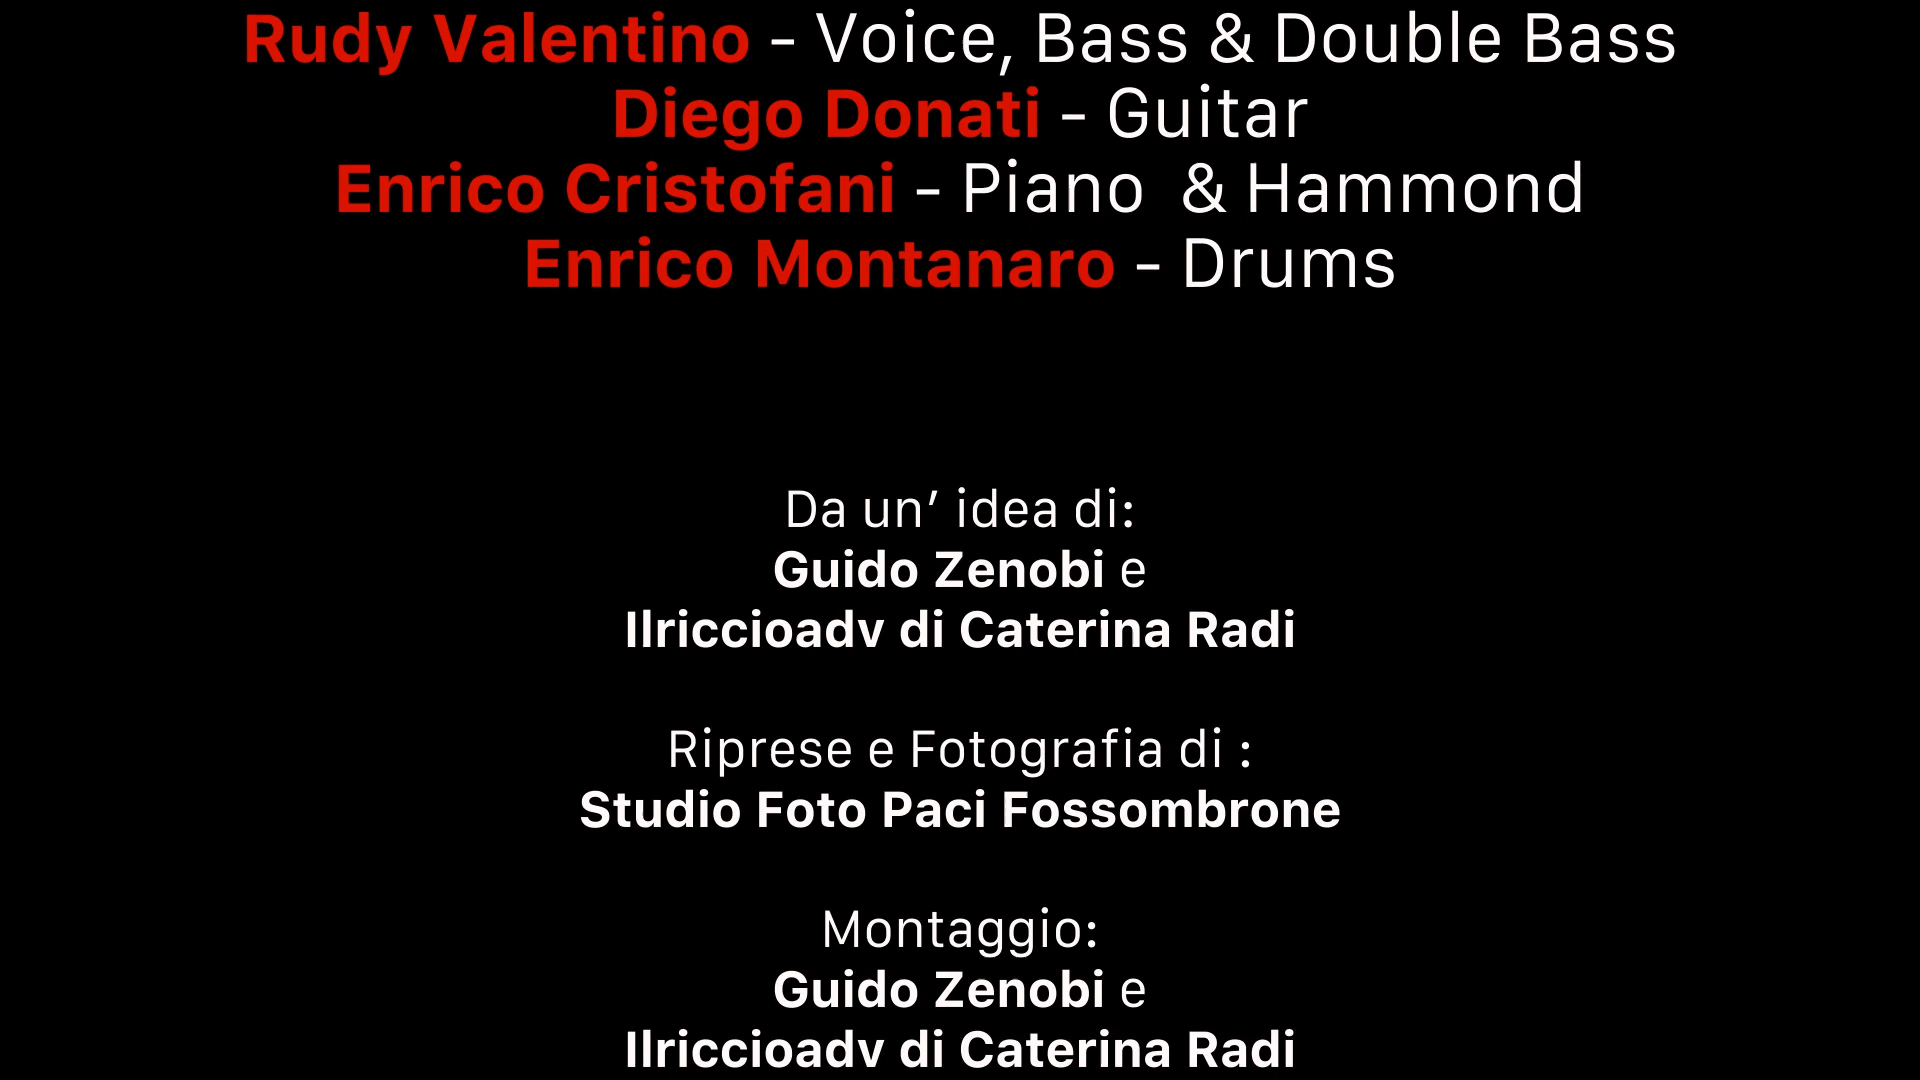 Rudy Valentino - Voice, Bass & Double Bass
Diego Donati - Guitar
Enrico Cristofani - Piano  & Hammond
Enrico Montanaro - Drums
Da un’ idea di:
Guido Zenobi e
Ilriccioadv di Caterina Radi
Riprese e Fotografia di :
Studio Foto Paci Fossombrone
Montaggio:
Guido Zenobi e
Ilriccioadv di Caterina Radi